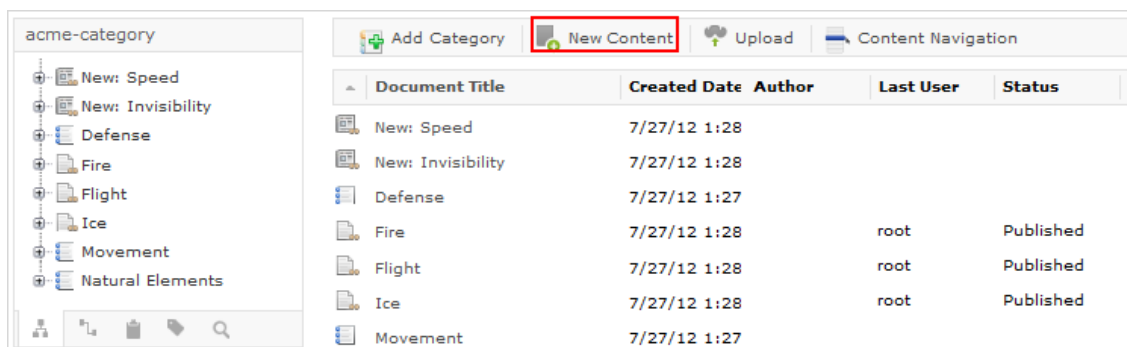 acme-category
New: Speed
New: Invisibility
Defense
Fire
Flight
Ice
Movement
Natural Elements
Add Category New Content Upload Content Navigation
Document Title Created Date Author Last User Status
New: Speed 7/27/12 1:28
New: Invisibility 7/27/12 1:28
Defense 7/27/12 1:27
Fire 7/27/12 1:28 root Published
Flight 7/27/12 1:28 root Published
Ice 7/27/12 1:28 root Published
Movement 7/27/12 1:27